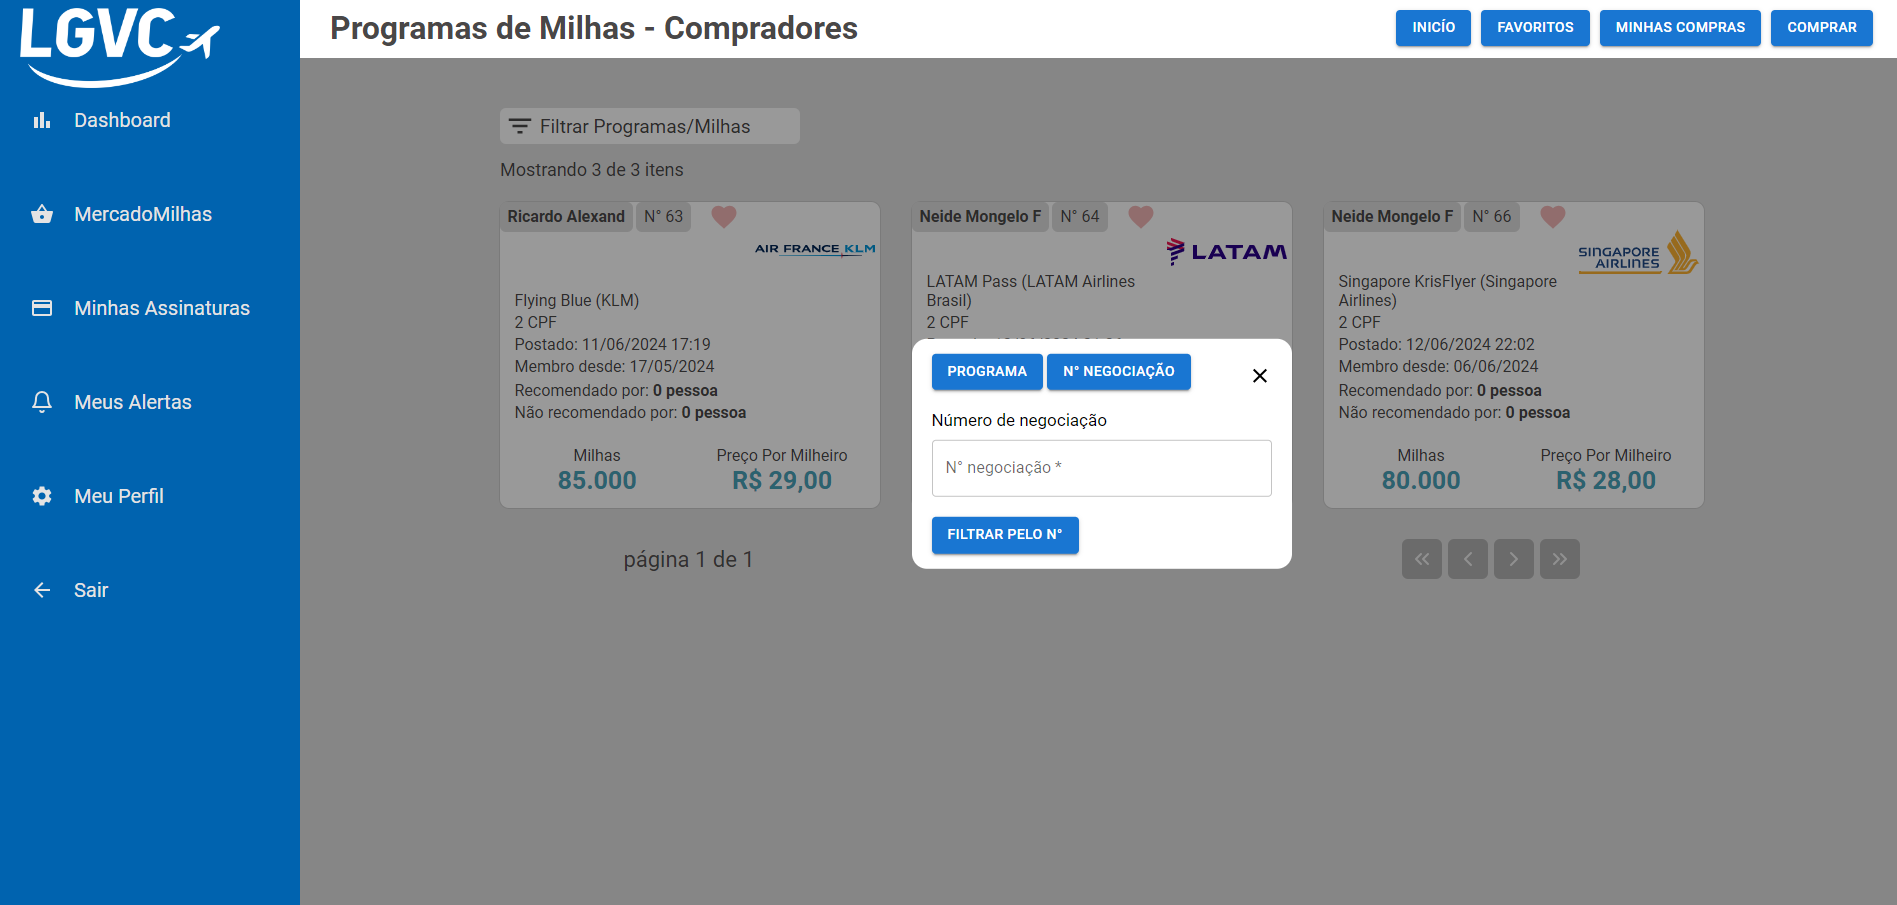 LGVC
Programas de Milhas - Compradores
INICÍO
FAVORITOS
MINHAS COMPRAS
COMPRAR
Dashboard
MercadoMilhas
Minhas Assinaturas
Meus Alertas
Meu Perfil
Sair
Filtrar Programas/Milhas
Mostrando 3 de 3 itens
Ricardo Alexand
N° 63
AIR FRANCE KLM
Flying Blue (KLM)
2 CPF
Postado: 11/06/2024 17:19
Membro desde: 17/05/2024
Recomendado por: 0 pessoa
Não recomendado por: 0 pessoa
Milhas
85.000
Preço Por Milheiro
R$ 29,00
Neide Mongelo F
N° 64
LATAM
LATAM Pass (LATAM Airlines
Brasil)
2 CPF
PROGRAMA
N° NEGOCIAÇÃO
Número de negociação
N° negociação *
FILTRAR PELO N°
Neide Mongelo F
N° 66
SINGAPORE
AIRLINES
Singapore KrisFlyer (Singapore
Airlines)
2 CPF
Postado: 12/06/2024 22:02
Membro desde: 06/06/2024
Recomendado por: 0 pessoa
Não recomendado por: 0 pessoa
Milhas
80.000
Preço Por Milheiro
R$ 28,00
página 1 de 1